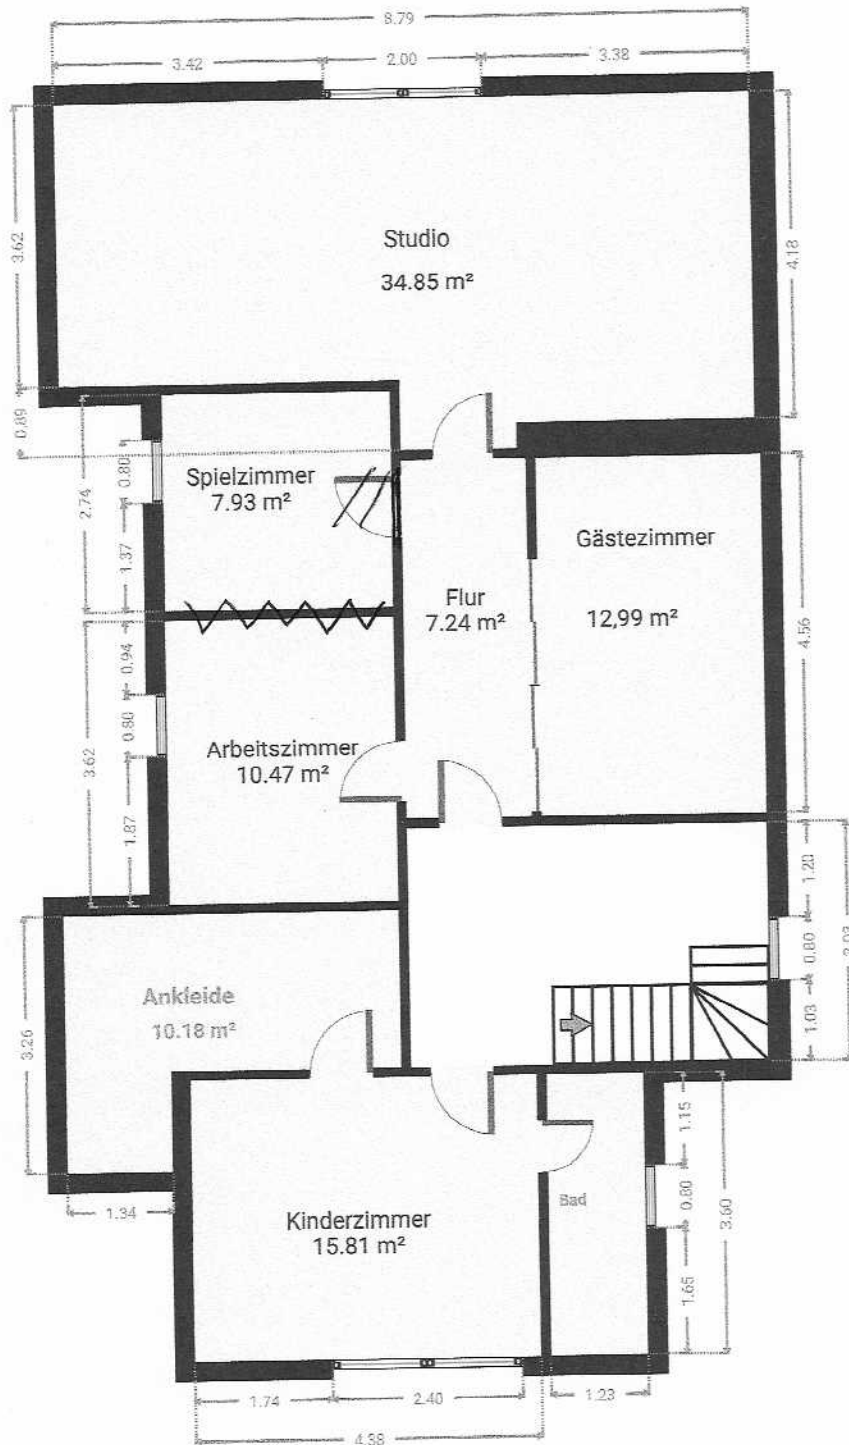 8.79
3.42
2.00
3.38
3.62
4.18
Studio
34.85 m²
0.89
2.74
0.80
1.37
Spielzimmer
7.93 m²
Gästezimmer
12,99 m²
Flur
7.24 m²
4.56
3.62
0.94
0.80
1.87
Arbeitszimmer
10.47 m²
1.20
0.80
1.03
3.26
Ankleide
10.18 m²
1.34
Kinderzimmer
15.81 m²
Bad
1.15
0.80
1.65
3.60
1.74
2.40
1.23
4.38